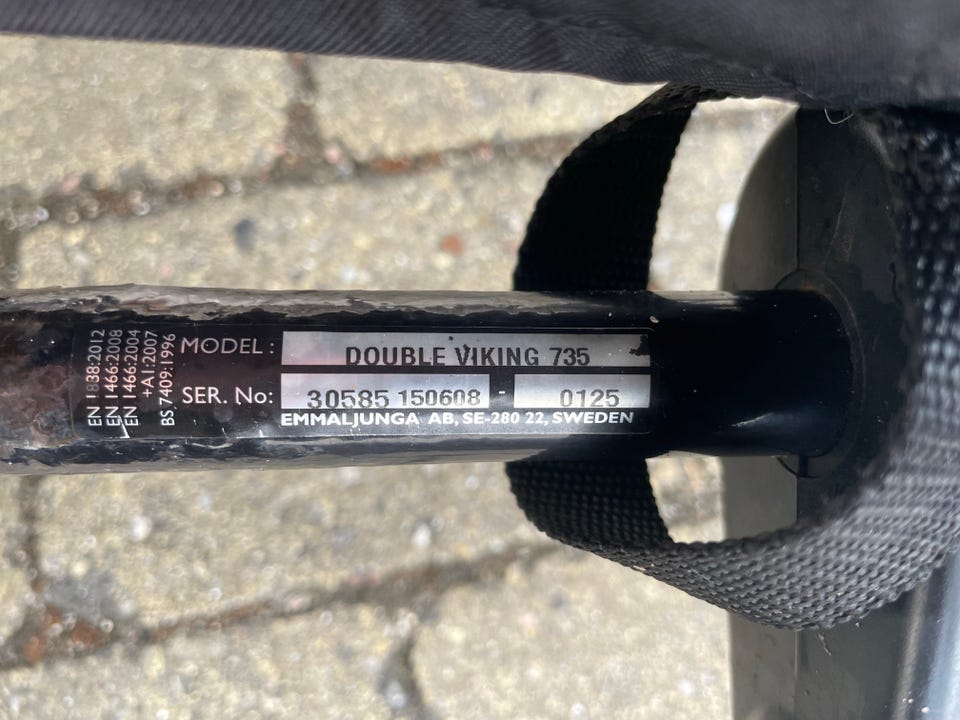 EN 1838:2012
EN 1466:2008
EN 1466:2004
+A1:2007
BS 7409:1996
MODEL: DOUBLE VIKING 735
SER. No: 30585 150608 - 0125
EMMALJUNGA AB, SE-280 22, SWEDEN